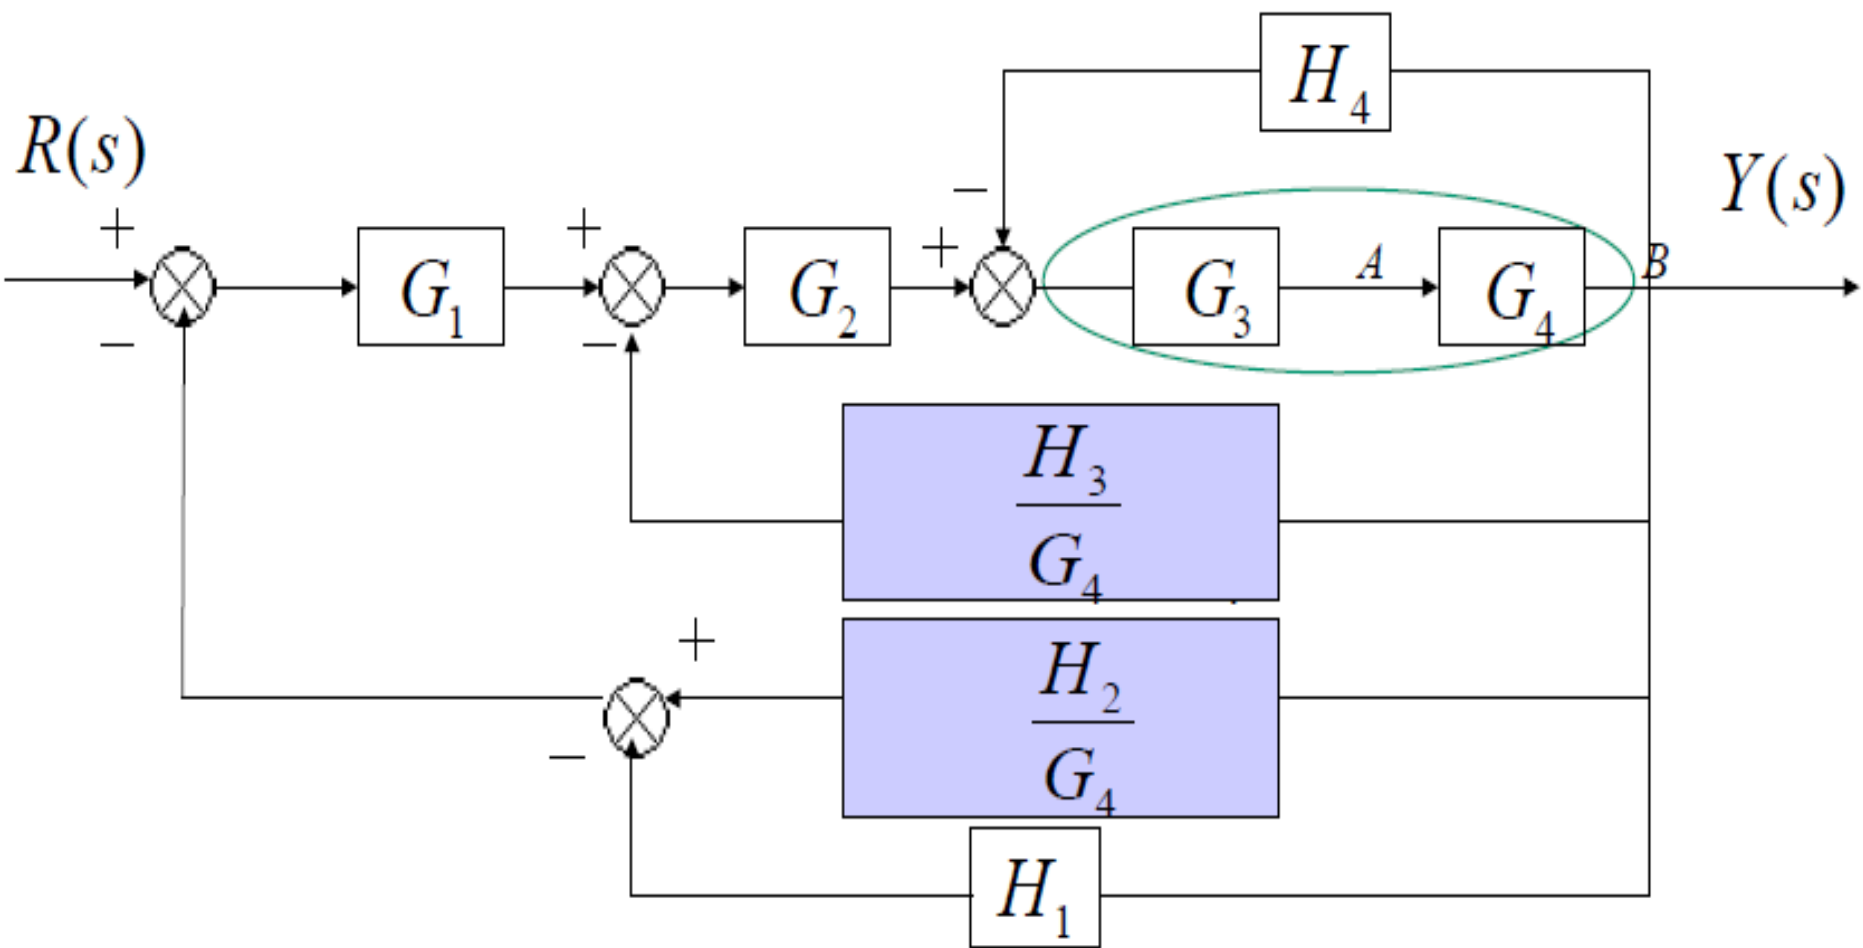 H₄
R(s)
Y(s)
+ + + −
G₁ G₂ G₃ A G₄ B
− −
H₃
G₄
+
H₂
G₄
−
H₁